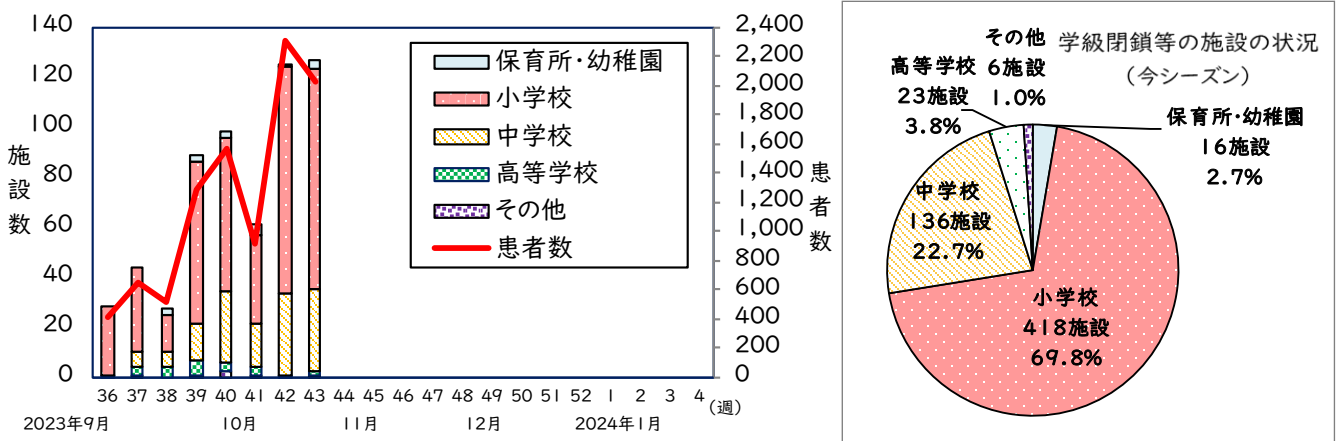 140
120
100
80
60
40
20
0
施設数
2,400
2,200
2,000
1,800
1,600
1,400
1,200
1,000
800
600
400
200
0
患者数
保育所・幼稚園
小学校
中学校
高等学校
その他
患者数
36 37 38 39 40 41 42 43 44 45 46 47 48 49 50 51 52 1 2 3 4 (週)
2023年9月 10月 11月 12月 2024年1月
学級閉鎖等の施設の状況
(今シーズン)
その他
6施設
1.0%
高等学校
23施設
3.8%
保育所・幼稚園
16施設
2.7%
中学校
136施設
22.7%
小学校
418施設
69.8%